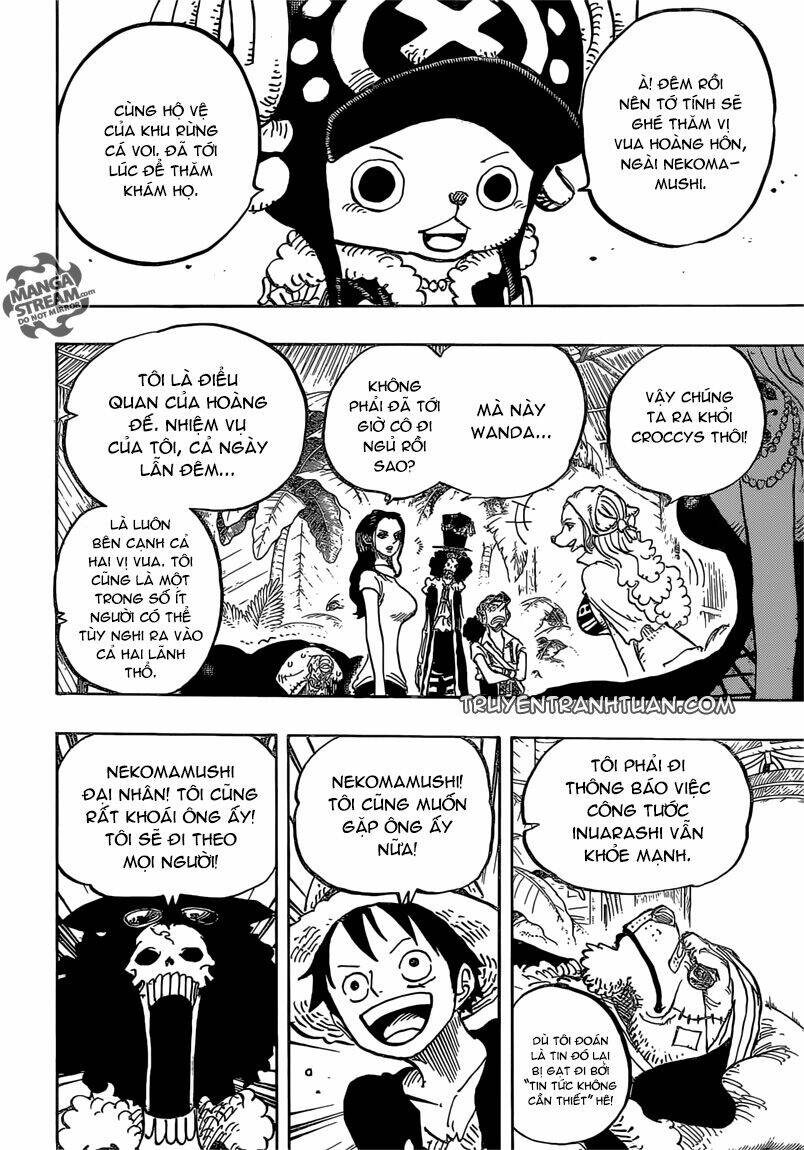 À! ĐÊM RỒI
NÊN TỚ TÍNH SẼ
GHÉ THĂM VỊ
VUA HOÀNG HÔN,
NGÀI NEKOMA-
MUSHI.
CÙNG HỘ VỆ
CỦA KHU RỪNG
CÁ VOI. ĐÃ TỚI
LÚC ĐỂ THĂM
KHÁM HỌ.
MANGA
STREAM.com
DO NOT MIRROR
VẬY CHÚNG
TA RA KHỎI
CROCCYS THÔI!
MÀ NÀY
WANDA...
KHÔNG
PHẢI ĐÃ TỚI
GIỜ CÔ ĐI
NGỦ RỒI
SAO?
TÔI LÀ ĐIỂU
QUAN CỦA HOÀNG
ĐẾ. NHIỆM VỤ
CỦA TÔI, CẢ NGÀY
LẪN ĐÊM...
LÀ LUÔN
BÊN CẠNH CẢ
HAI VỊ VUA. TÔI
CŨNG LÀ MỘT
TRONG SỐ ÍT
NGƯỜI CÓ THỂ
TÙY NGHI RA VÀO
CẢ HAI LÃNH
THỔ.
TRUYENTRANHTUAN.COM
TÔI PHẢI ĐI
THÔNG BÁO VIỆC
CÔNG TƯỚC
INUARASHI VẪN
KHỎE MẠNH.
DÙ TÔI ĐOÁN
LÀ TIN ĐÓ LẠI
BỊ GẠT ĐI BỞI
"TIN TỨC KHÔNG
CẦN THIẾT" HÊ!
NEKOMAMUSHI!
TÔI CŨNG MUỐN
GẶP ÔNG ẤY
NỮA!
NEKOMAMUSHI
ĐẠI NHÂN! TÔI CŨNG
RẤT KHOÁI ÔNG ẤY!
TÔI SẼ ĐI THEO
MỌI NGƯỜI!